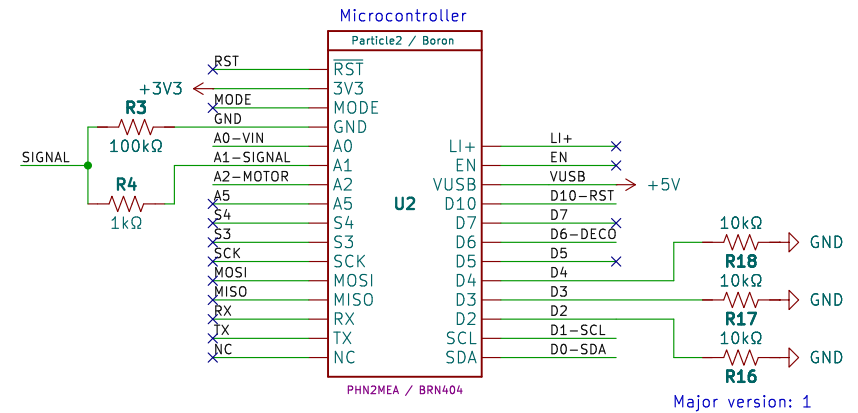 Microcontroller
Particle2 / Boron
RST RST
+3V3 3V3
MODE MODE
R3
GND GND
100kΩ
A0-VIN A0 LI+ LI+
SIGNAL A1-SIGNAL A1 EN EN
A2-MOTOR A2 VUSB VUSB +5V
R4
A5 A5 U2 D10 D10-RST
1kΩ
S4 S4 D7 D7 10kΩ
S3 S3 D6 D6-DECO GND
SCK SCK D5 D5 R18
MOSI MOSI D4 D4 10kΩ
MISO MISO D3 D3 GND
RX RX D2 D2 R17
TX TX SCL D1-SCL 10kΩ
NC NC SDA D0-SDA GND
R16
PHN2MEA / BRN404
Major version: 1